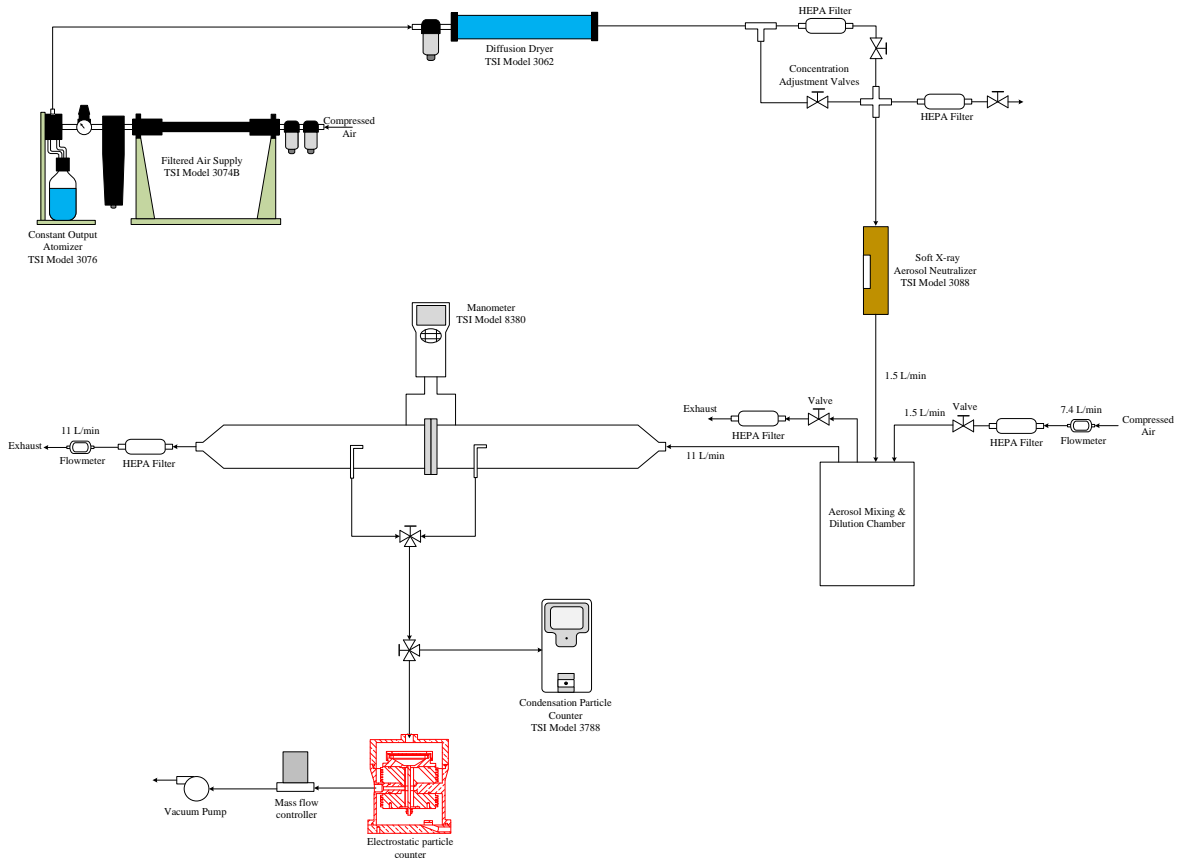 HEPA Filter
Diffusion Dryer
TSI Model 3062
Concentration
Adjustment Valves
HEPA Filter
Compressed
Air
Filtered Air Supply
TSI Model 3074B
Constant Output
Atomizer
TSI Model 3076
Soft X-ray
Aerosol Neutralizer
TSI Model 3088
Manometer
TSI Model 8380
1.5 L/min
Exhaust
Valve
HEPA Filter
1.5 L/min
Valve
HEPA Filter
7.4 L/min
Flowmeter
Compressed
Air
11 L/min
Exhaust
Flowmeter
HEPA Filter
11 L/min
Aerosol Mixing &
Dilution Chamber
Condensation Particle
Counter
TSI Model 3788
Vacuum Pump
Mass flow
controller
Electrostatic particle
counter